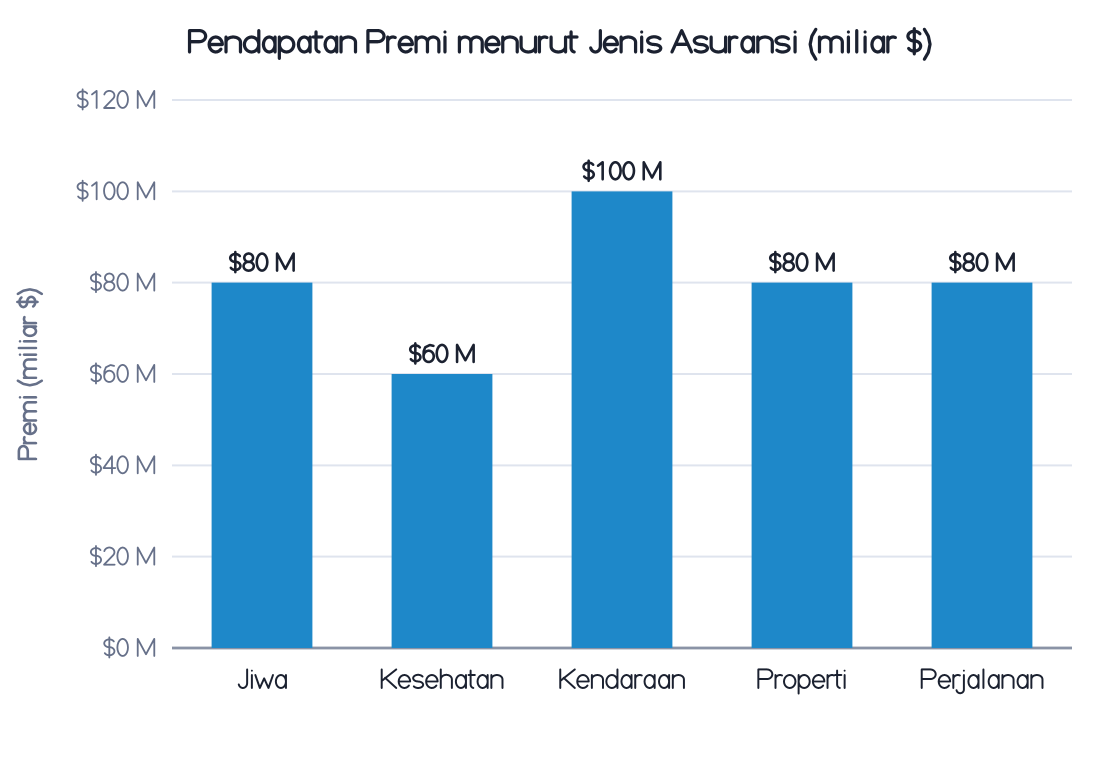 Pendapatan Premi menurut Jenis Asuransi (miliar $)
Premi (miliar $)
$120 M
$100 M
$80 M
$60 M
$40 M
$20 M
$0 M
$80 M
$60 M
$100 M
$80 M
$80 M
Jiwa
Kesehatan
Kendaraan
Properti
Perjalanan